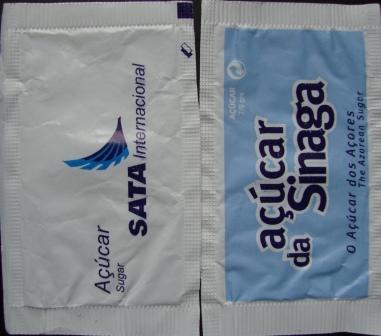 SATA Internacional
Açúcar
Sugar
AÇÚCAR
açúcar
da Sinaga
O Açúcar dos Açores
The Azorean Sugar